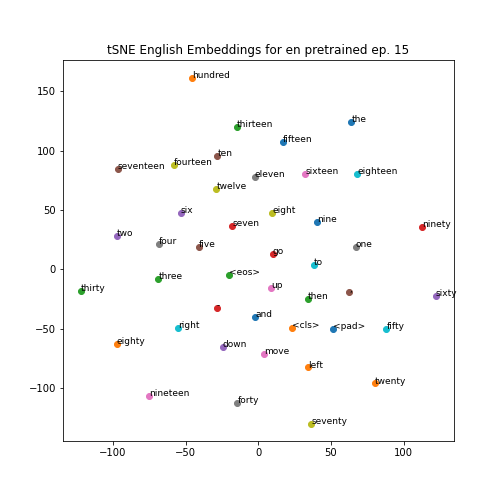 tSNE English Embeddings for en pretrained ep. 15
hundred
thirteen
the
fifteen
ten
fourteen
seventeen
eleven
sixteen
eighteen
twelve
six
eight
seven
nine
ninety
two
four
five
go
one
to
three
<eos>
thirty
up
then
sixty
and
right
<cls>
<pad>
fifty
eighty
down
move
left
twenty
nineteen
forty
seventy
150
100
50
0
−50
−100
−100
−50
0
50
100